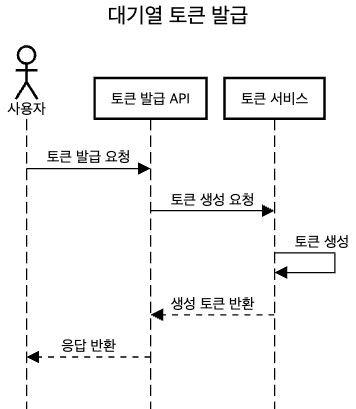 대기열 토큰 발급
사용자
토큰 발급 API
토큰 서비스
토큰 발급 요청
토큰 생성 요청
토큰 생성
생성 토큰 반환
응답 반환